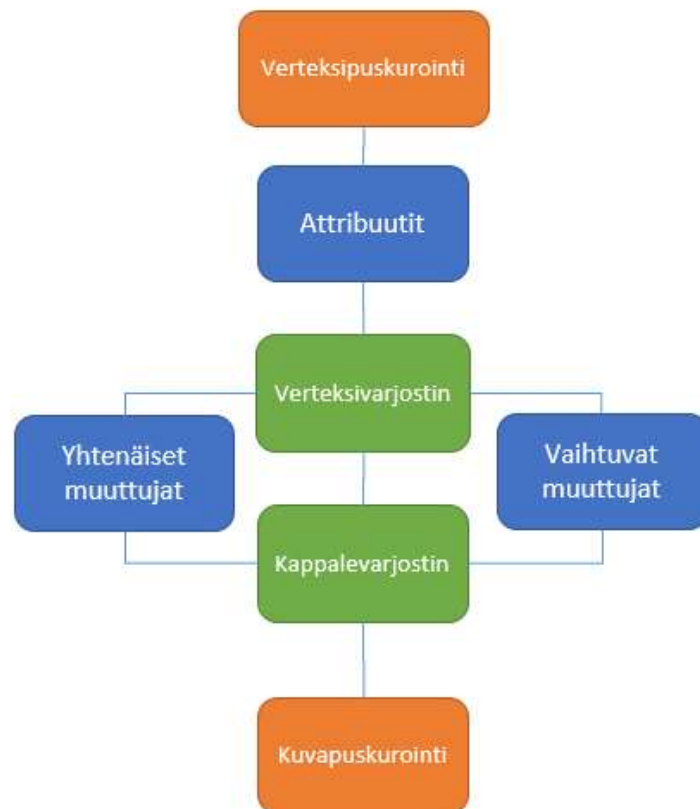 Verteksipuskurointi
Attribuutit
Verteksivarjostin
Yhtenäiset
muuttujat
Vaihtuvat
muuttujat
Kappalevarjostin
Kuvapuskurointi